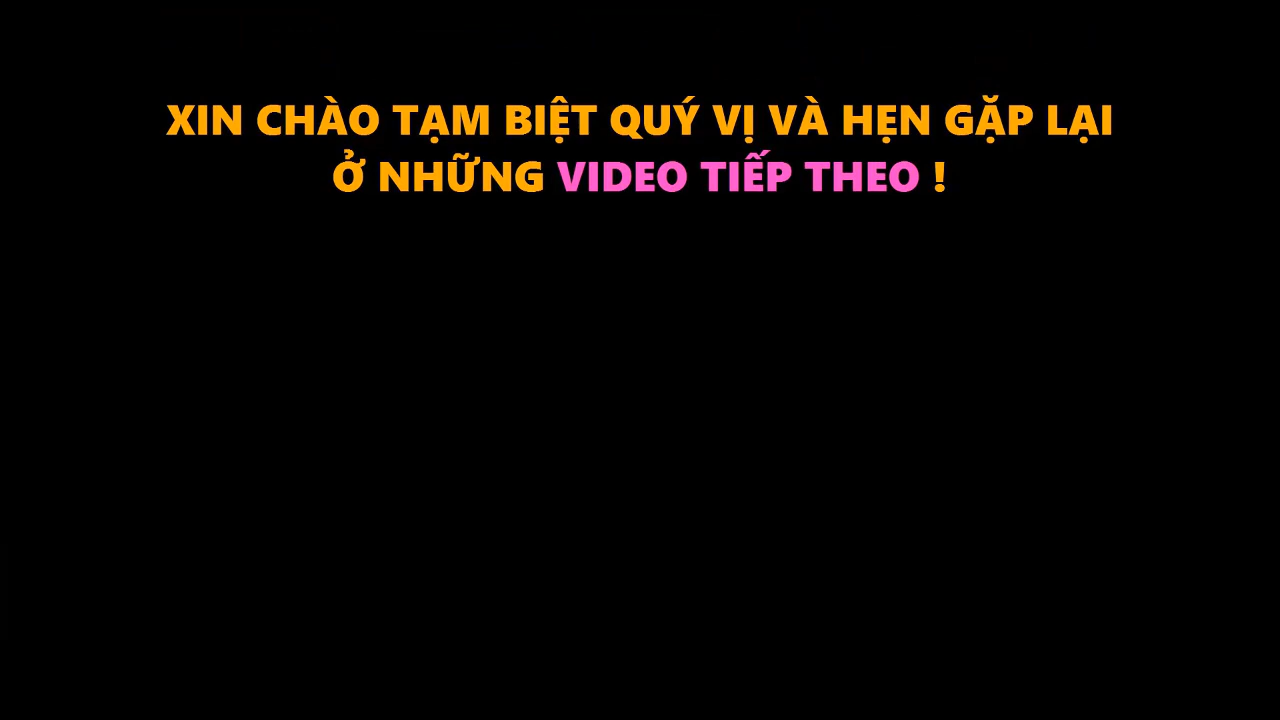 XIN CHÀO TẠM BIỆT QUÝ VỊ VÀ HẸN GẶP LẠI
Ở NHỮNG VIDEO TIẾP THEO !